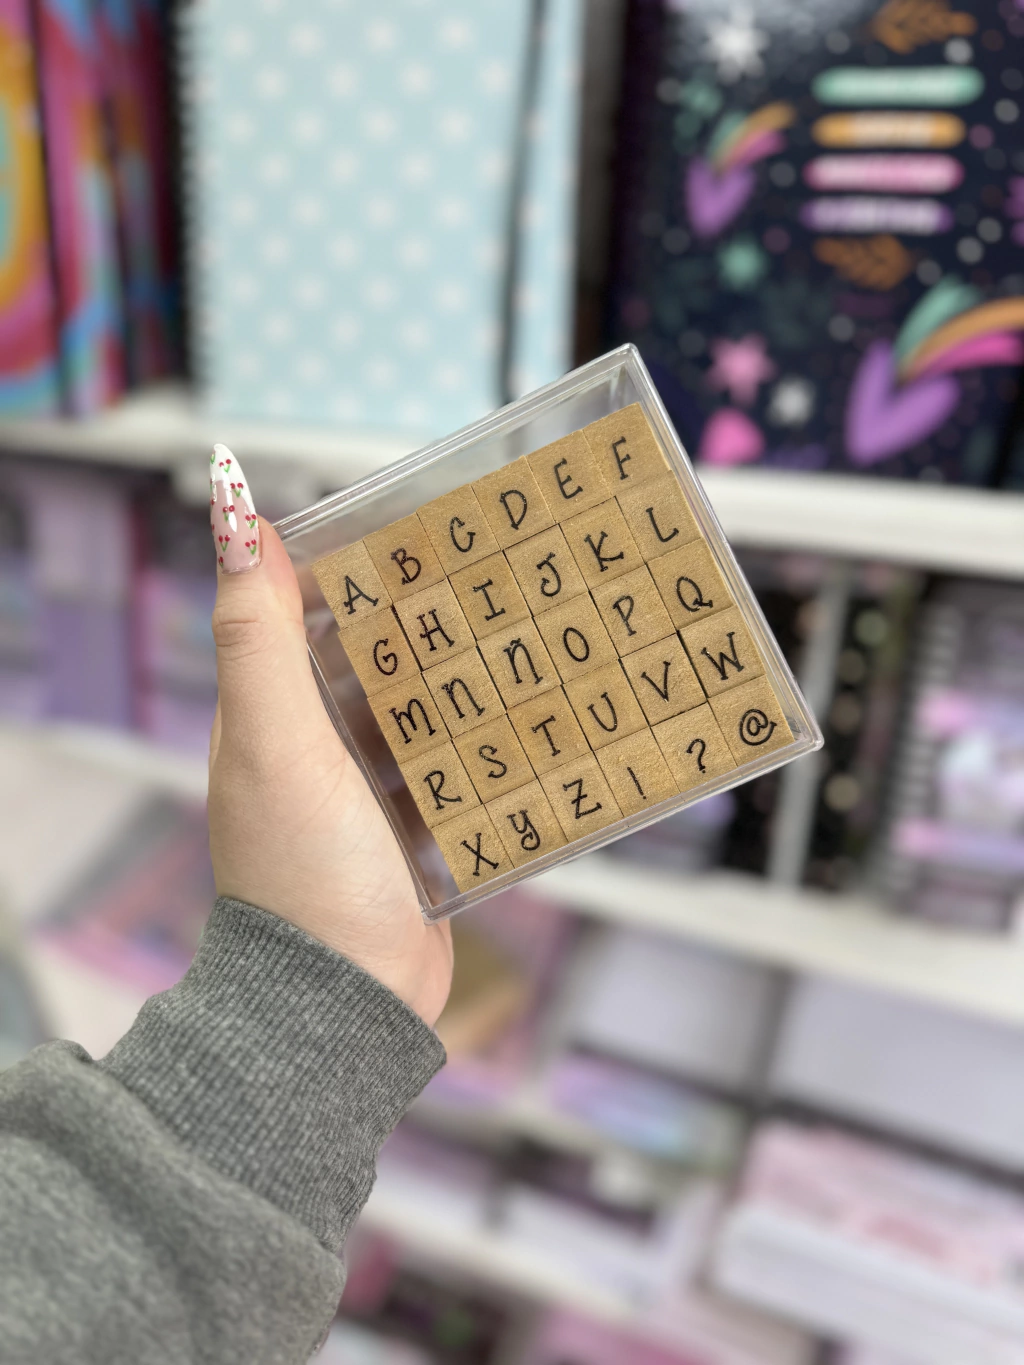 A B C D E F
G H I J K L
M N Ñ O P Q
R S T U V W
X Y Z ! ? @